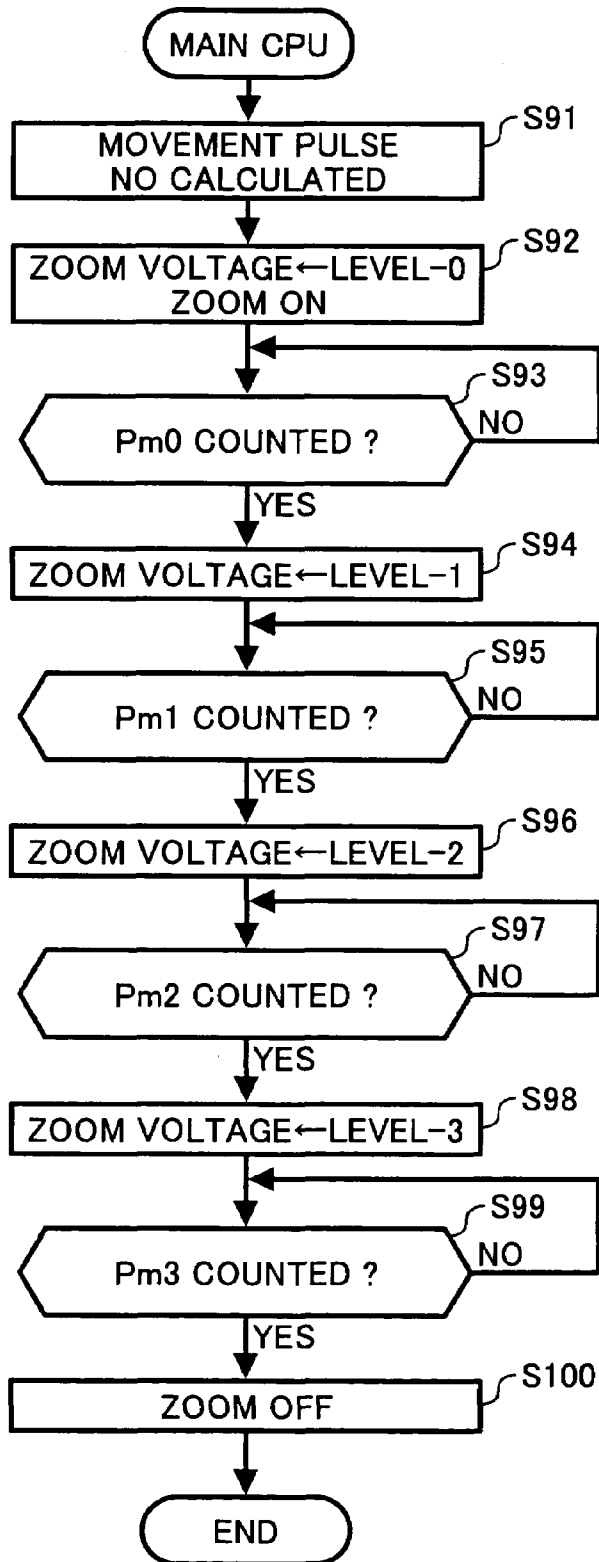 MAIN CPU
S91
MOVEMENT PULSE
NO CALCULATED
S92
ZOOM VOLTAGE←LEVEL-0
ZOOM ON
S93
Pm0 COUNTED ?
NO
YES
S94
ZOOM VOLTAGE←LEVEL-1
S95
Pm1 COUNTED ?
NO
YES
S96
ZOOM VOLTAGE←LEVEL-2
S97
Pm2 COUNTED ?
NO
YES
S98
ZOOM VOLTAGE←LEVEL-3
S99
Pm3 COUNTED ?
NO
YES
S100
ZOOM OFF
END